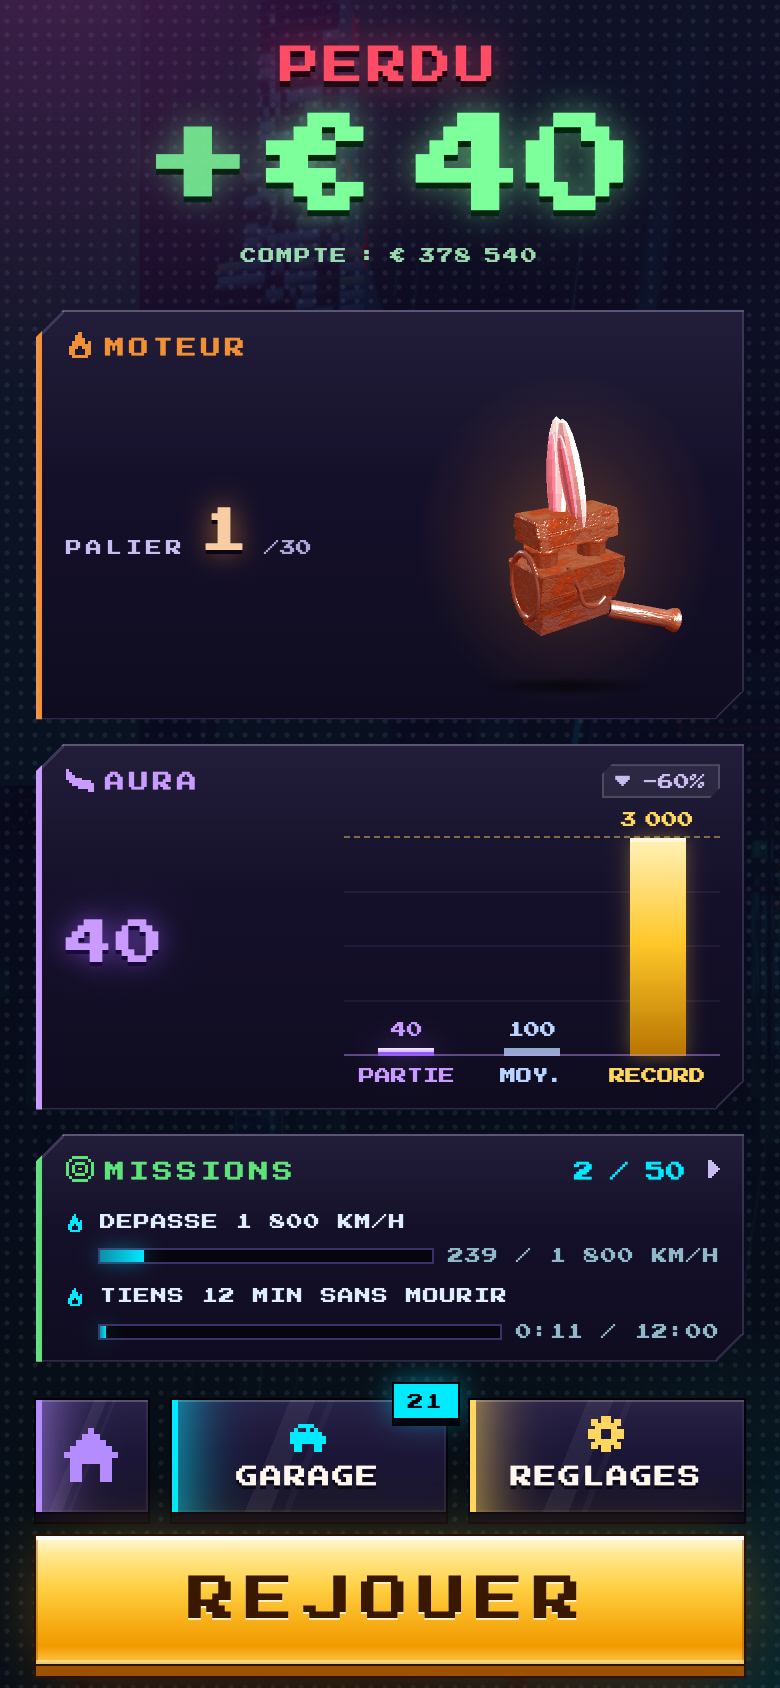 PERDU
+€ 40
COMPTE : € 378 540
MOTEUR
PALIER 1 /30
AURA
-60%
3 000
40
40
100
PARTIE MOY. RECORD
MISSIONS 2 / 50
DEPASSE 1 800 KM/H
239 / 1 800 KM/H
TIENS 12 MIN SANS MOURIR
0:11 / 12:00
21
GARAGE
REGLAGES
REJOUER